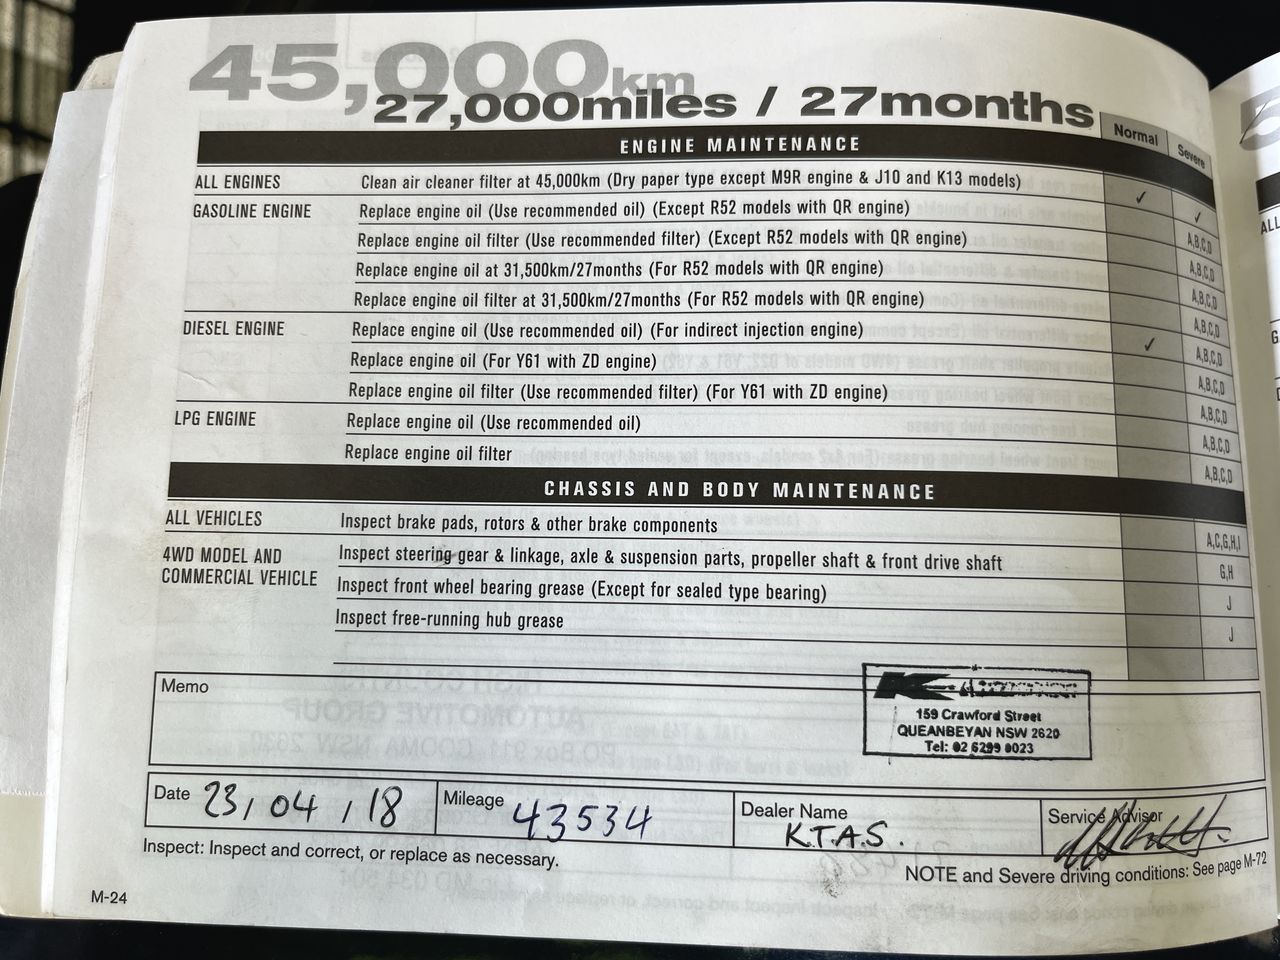 45,000km
27,000miles / 27months
Normal Severe
ENGINE MAINTENANCE
ALL ENGINES Clean air cleaner filter at 45,000km (Dry paper type except M9R engine & J10 and K13 models) ✓ ✓
GASOLINE ENGINE Replace engine oil (Use recommended oil) (Except R52 models with QR engine) A,B,C,D
Replace engine oil filter (Use recommended filter) (Except R52 models with QR engine) A,B,C,D
Replace engine oil at 31,500km/27months (For R52 models with QR engine) A,B,C,D
Replace engine oil filter at 31,500km/27months (For R52 models with QR engine) A,B,C,D
DIESEL ENGINE Replace engine oil (Use recommended oil) (For indirect injection engine) ✓ A,B,C,D
Replace engine oil (For Y61 with ZD engine) A,B,C,D
Replace engine oil filter (Use recommended filter) (For Y61 with ZD engine) A,B,C,D
LPG ENGINE Replace engine oil (Use recommended oil) A,B,C,D
Replace engine oil filter A,B,C,D
CHASSIS AND BODY MAINTENANCE
ALL VEHICLES Inspect brake pads, rotors & other brake components A,C,G,H,I
4WD MODEL AND COMMERCIAL VEHICLE Inspect steering gear & linkage, axle & suspension parts, propeller shaft & front drive shaft G,H
Inspect front wheel bearing grease (Except for sealed type bearing) J
Inspect free-running hub grease J
Memo
159 Crawford Street
QUEANBEYAN NSW 2620
Tel: 02 6299 0023
Date 23/04/18 Mileage 43534 Dealer Name K.T.A.S. Service Advisor
Inspect: Inspect and correct, or replace as necessary.
NOTE and Severe driving conditions: See page M-72
M-24